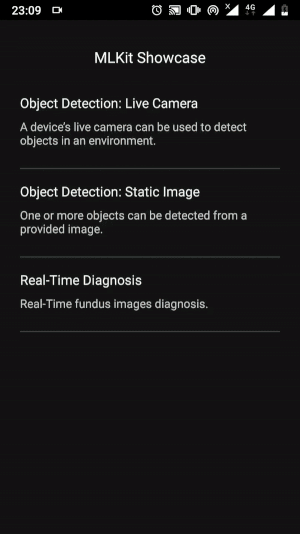 23:09
X 4G
MLKit Showcase
Object Detection: Live Camera
A device's live camera can be used to detect
objects in an environment.
Object Detection: Static Image
One or more objects can be detected from a
provided image.
Real-Time Diagnosis
Real-Time fundus images diagnosis.